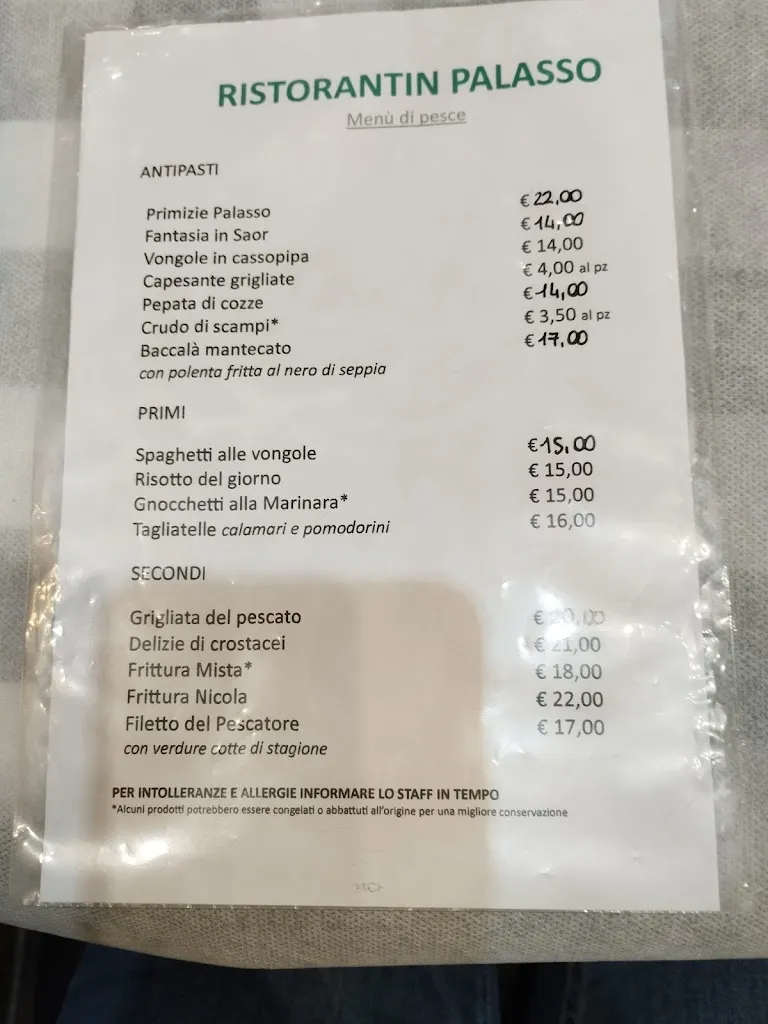 RISTORANTIN PALASSO
Menù di pesce
ANTIPASTI
Primizie Palasso € 22,00
Fantasia in Saor € 14,00
Vongole in cassopipa € 14,00
Capesante grigliate € 4,00 al pz
Pepata di cozze € 14,00
Crudo di scampi* € 3,50 al pz
Baccalà mantecato € 17,00
con polenta fritta al nero di seppia
PRIMI
Spaghetti alle vongole € 15,00
Risotto del giorno € 15,00
Gnocchetti alla Marinara* € 15,00
Tagliatelle calamari e pomodorini € 16,00
SECONDI
Grigliata del pescato € 20,00
Delizie di crostacei € 21,00
Frittura Mista* € 18,00
Frittura Nicola € 22,00
Filetto del Pescatore € 17,00
con verdure cotte di stagione
PER INTOLLERANZE E ALLERGIE INFORMARE LO STAFF IN TEMPO
*Alcuni prodotti potrebbero essere congelati o abbattuti all'origine per una migliore conservazione